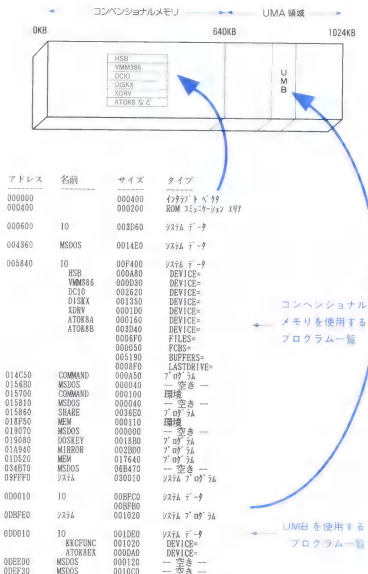 コンベンショナルメモリ
UMA 領域
0KB
640KB
1024KB
HSB
VMM386
DCIO
DISKX
XDRV
ATOK8 など
UMB
アドレス 名前 サイズ タイプ
000000 000400 インタラプト ベクタ
000400 000200 ROM コミュニケーション エリア
000600 IO 003D60 システム データ
004360 MSDOS 0014E0 システム データ
005840 IO 00F400 システム データ
HSB 000A80 DEVICE=
VMM386 000D30 DEVICE=
DCIO 002620 DEVICE=
DISKX 001350 DEVICE=
XDRV 0001D0 DEVICE=
ATOK8A 000160 DEVICE=
ATOK8B 003D40 DEVICE=
0006F0 FILES=
000050 FCBS=
005190 BUFFERS=
0008F0 LASTDRIVE=
コンベンショナル
メモリを使用する
プログラム一覧
014C50 COMMAND 000A50 プログラム
0156B0 MSDOS 000040 -- 空き --
015700 COMMAND 000100 環境
015810 MSDOS 000040 -- 空き --
015860 SHARE 0036E0 プログラム
018F50 MEM 000110 環境
019070 MSDOS 000000 -- 空き --
019080 DOSKEY 0018B0 プログラム
01A940 MIRROR 002BD0 プログラム
01D520 MEM 017640 プログラム
034B70 MSDOS 06B470 -- 空き --
09FFF0 システム 030010 システム プログラム
0D0010 IO 00BFC0 システム データ
00BFB0
0DBFE0 システム 001020 システム プログラム
0DD010 IO 001DE0 システム データ
KKCFUNC 001020 DEVICE=
ATOK8EX 000DA0 DEVICE=
0DEE00 MSDOS 000120 -- 空き --
0DEF30 MSDOS 0010C0 -- 空き --
UMB を使用する
プログラム一覧